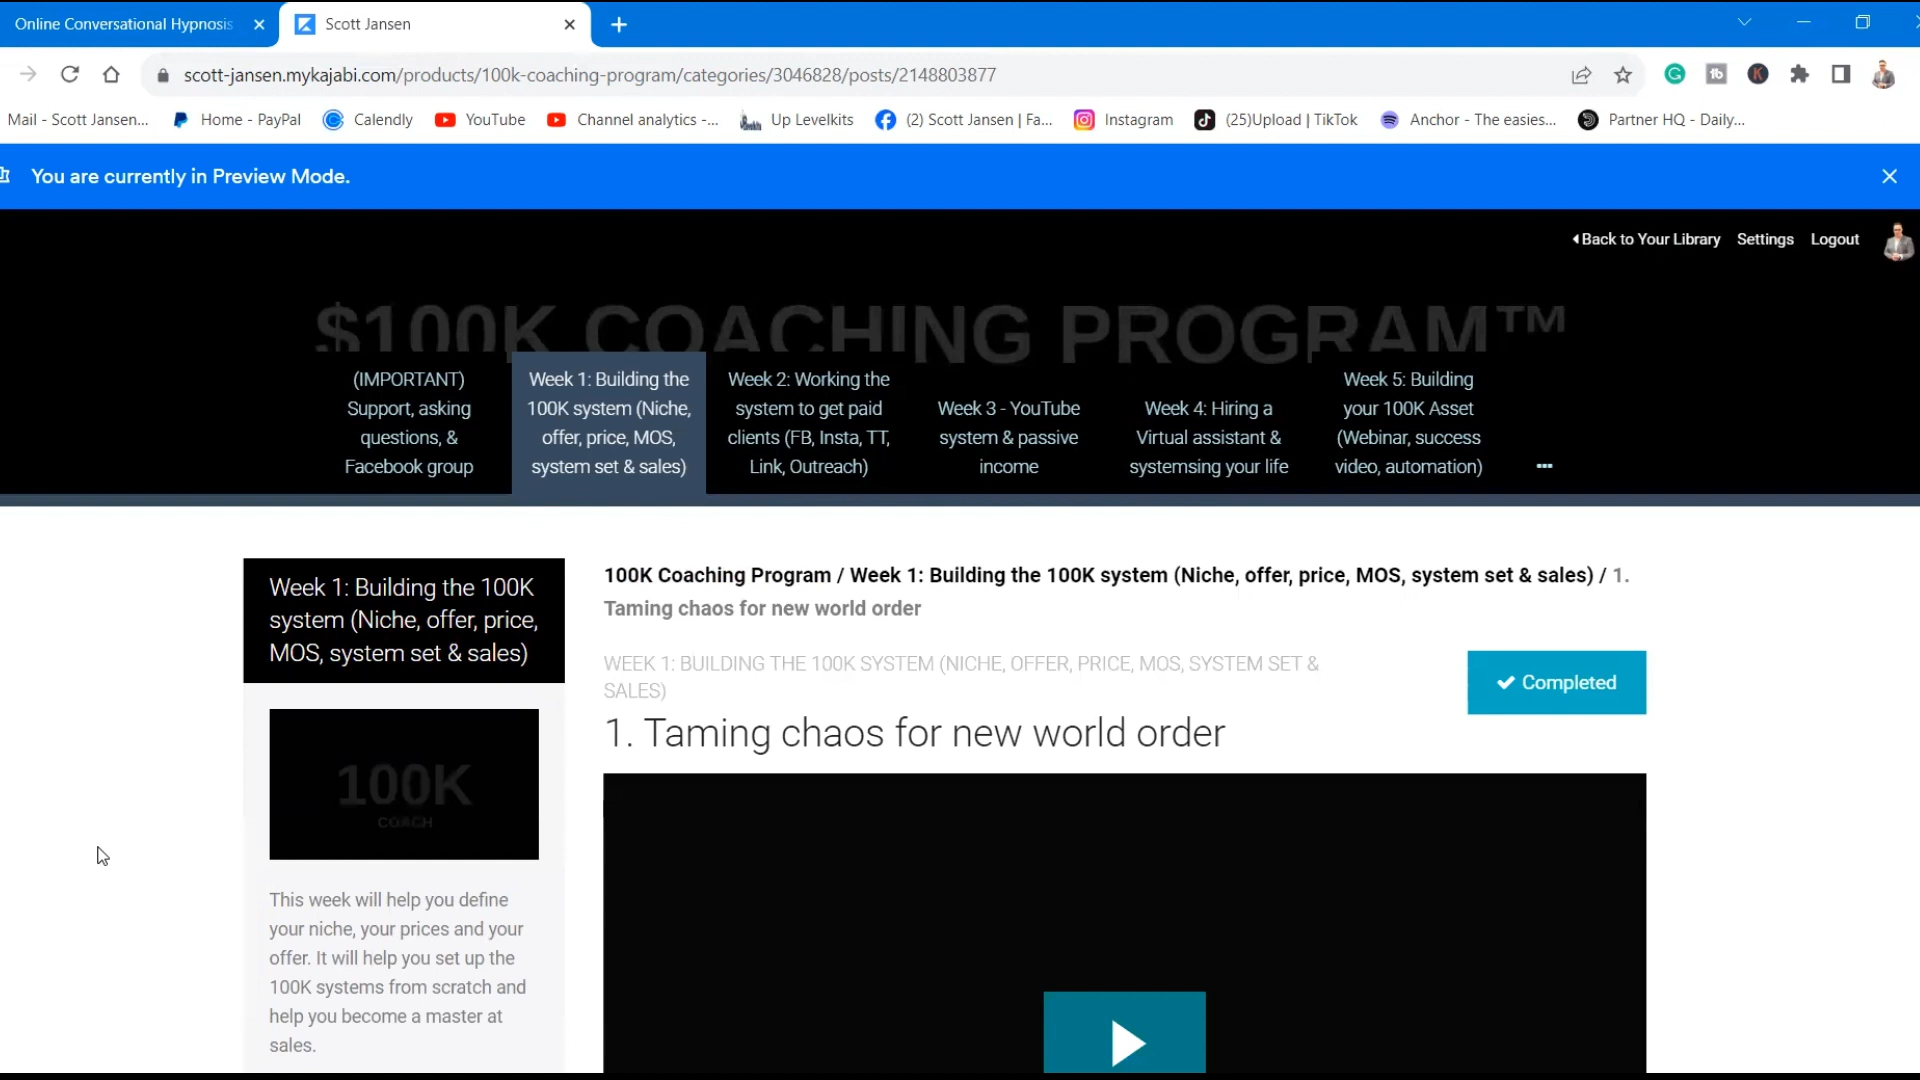 Online Conversational Hypnosis
Scott Jansen
scott-jansen.mykajabi.com/products/100k-coaching-program/categories/3046828/posts/2148803877
Mail - Scott Jansen... Home - PayPal Calendly YouTube Channel analytics -... Up Levelkits (2) Scott Jansen | Fa... Instagram (25)Upload | TikTok Anchor - The easies... Partner HQ - Daily...
You are currently in Preview Mode.
Back to Your Library Settings Logout
$100K COACHING PROGRAM™
(IMPORTANT)
Support, asking
questions, &
Facebook group
Week 1: Building the
100K system (Niche,
offer, price, MOS,
system set & sales)
Week 2: Working the
system to get paid
clients (FB, Insta, TT,
Link, Outreach)
Week 3 - YouTube
system & passive
income
Week 4: Hiring a
Virtual assistant &
systemsing your life
Week 5: Building
your 100K Asset
(Webinar, success
video, automation)
Week 1: Building the 100K
system (Niche, offer, price,
MOS, system set & sales)
100K
COACH
This week will help you define
your niche, your prices and your
offer. It will help you set up the
100K systems from scratch and
help you become a master at
sales.
100K Coaching Program / Week 1: Building the 100K system (Niche, offer, price, MOS, system set & sales) / 1.
Taming chaos for new world order
WEEK 1: BUILDING THE 100K SYSTEM (NICHE, OFFER, PRICE, MOS, SYSTEM SET &
SALES)
Completed
1. Taming chaos for new world order